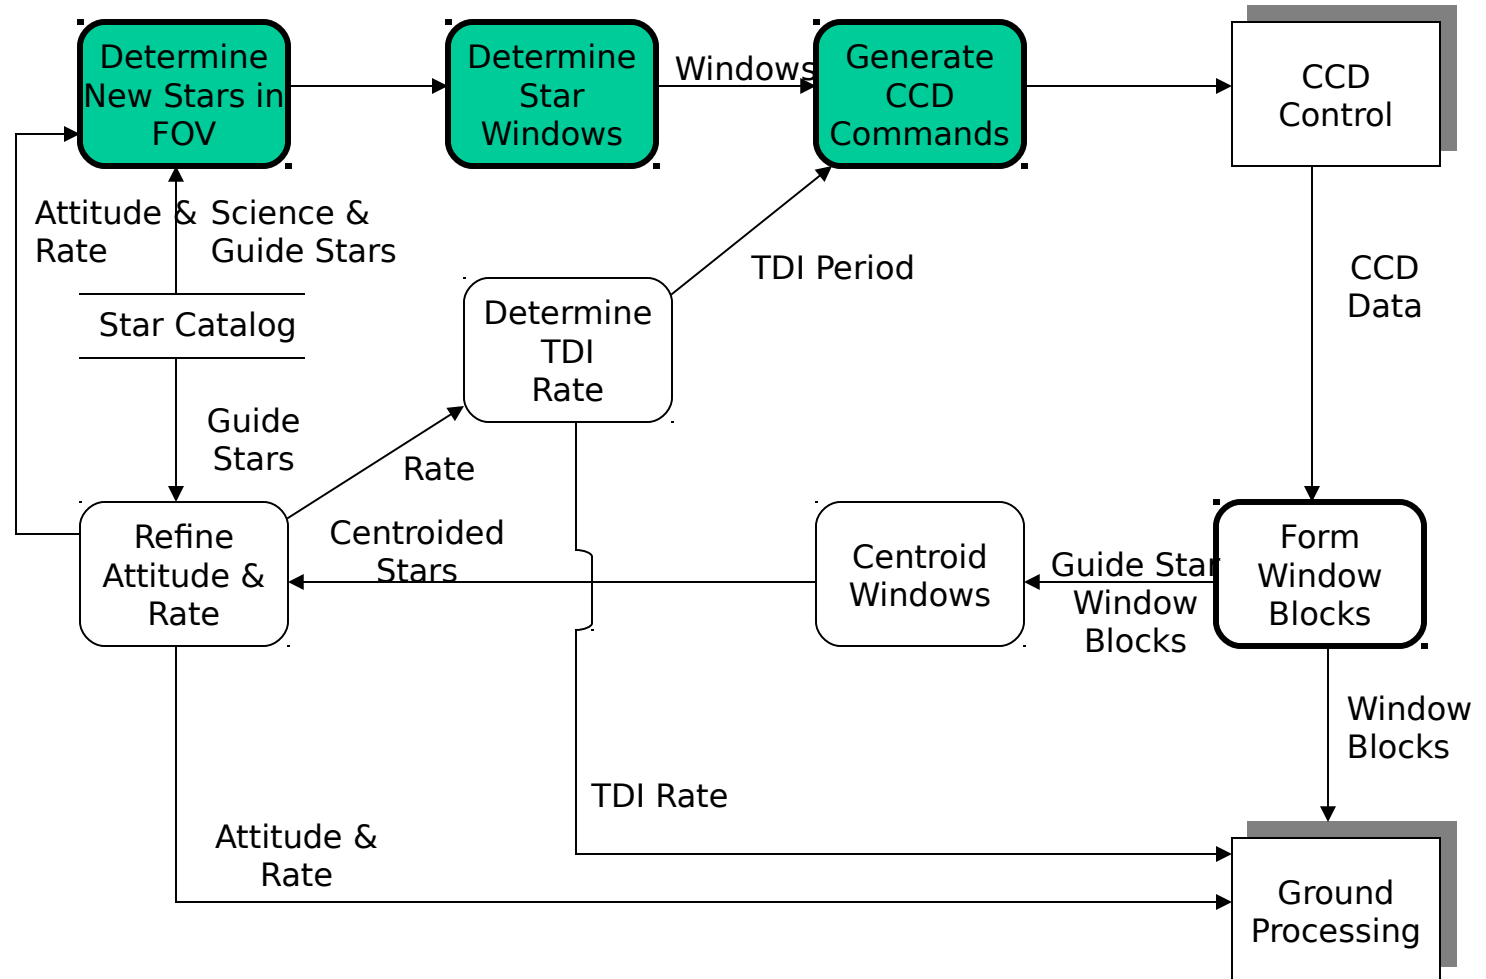 Determine
New Stars in
FOV
Determine
Star
Windows
Windows
Generate
CCD
Commands
CCD
Control
Attitude &
Rate
Science &
Guide Stars
TDI Period
CCD
Data
Star Catalog
Determine
TDI
Rate
Guide
Stars
Rate
Refine
Attitude &
Rate
Centroided
Stars
Centroid
Windows
Guide Star
Window
Blocks
Form
Window
Blocks
Window
Blocks
TDI Rate
Attitude &
Rate
Ground
Processing